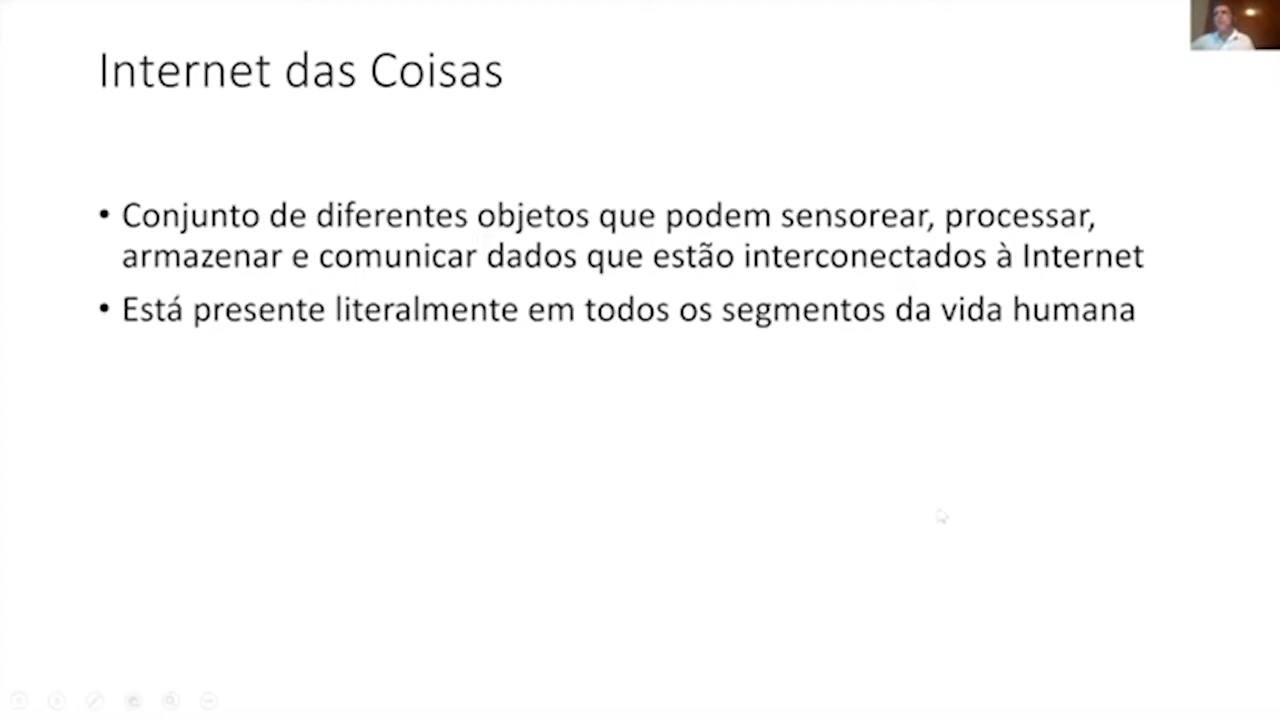 Internet das Coisas
• Conjunto de diferentes objetos que podem sensorear, processar,
armazenar e comunicar dados que estão interconectados à Internet
• Está presente literalmente em todos os segmentos da vida humana